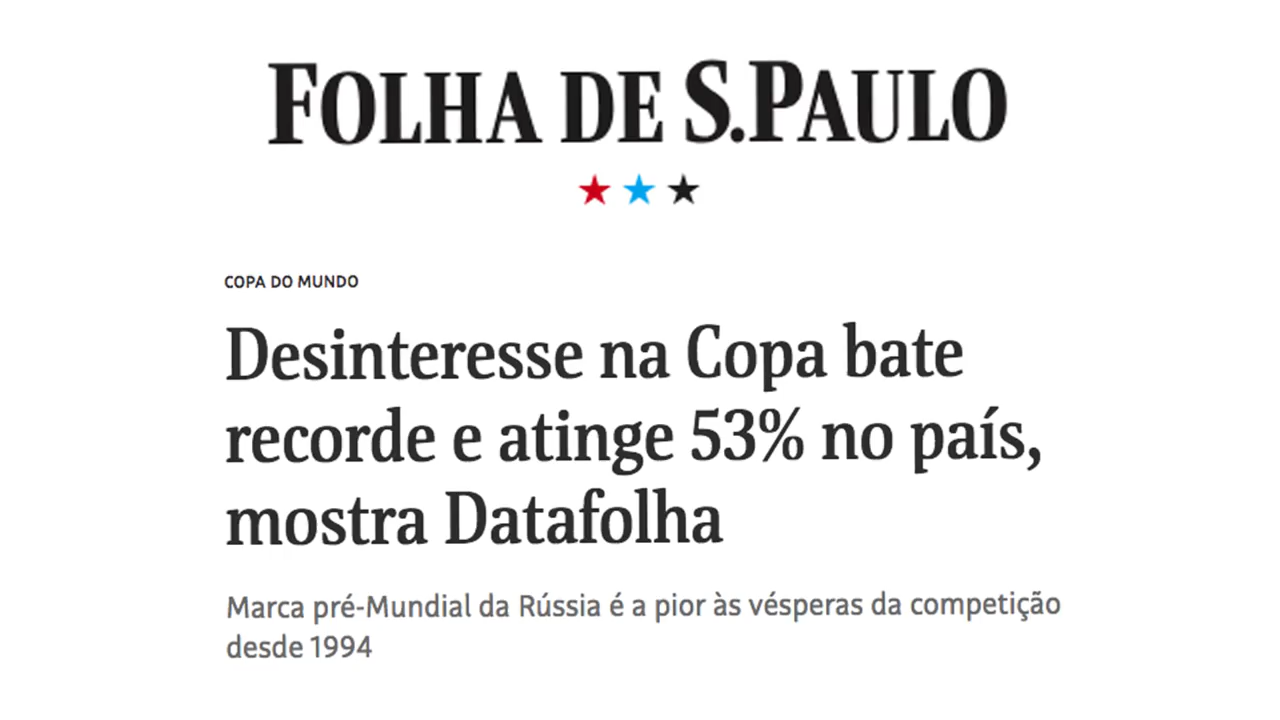 FOLHA DE S.PAULO
COPA DO MUNDO
Desinteresse na Copa bate
recorde e atinge 53% no país,
mostra Datafolha
Marca pré-Mundial da Rússia é a pior às vésperas da competição
desde 1994